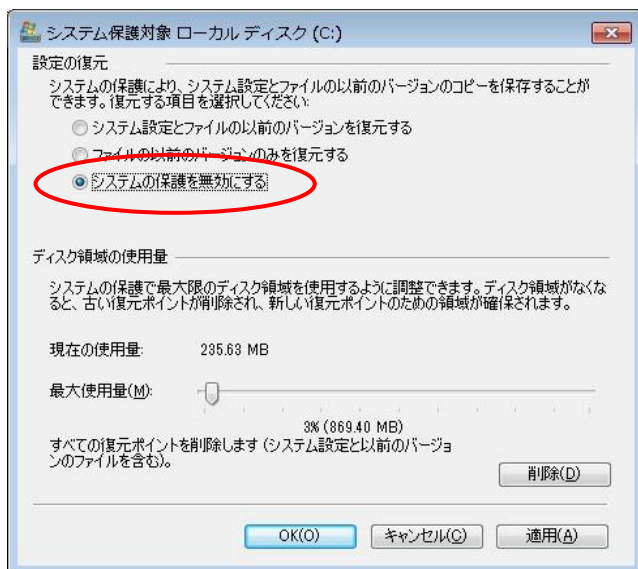 システム保護対象 ローカル ディスク (C:)
設定の復元
システムの保護により、システム設定とファイルの以前のバージョンのコピーを保存することが
できます。復元する項目を選択してください:
システム設定とファイルの以前のバージョンを復元する
ファイルの以前のバージョンのみを復元する
システムの保護を無効にする
ディスク領域の使用量
システムの保護で最大限のディスク領域を使用するように調整できます。ディスク領域がなくな
ると、古い復元ポイントが削除され、新しい復元ポイントのための領域が確保されます。
現在の使用量: 235.63 MB
最大使用量(M):
3% (869.40 MB)
すべての復元ポイントを削除します (システム設定と以前のバージョ
ンのファイルを含む)。
削除(D)
OK(O) キャンセル(C) 適用(A)